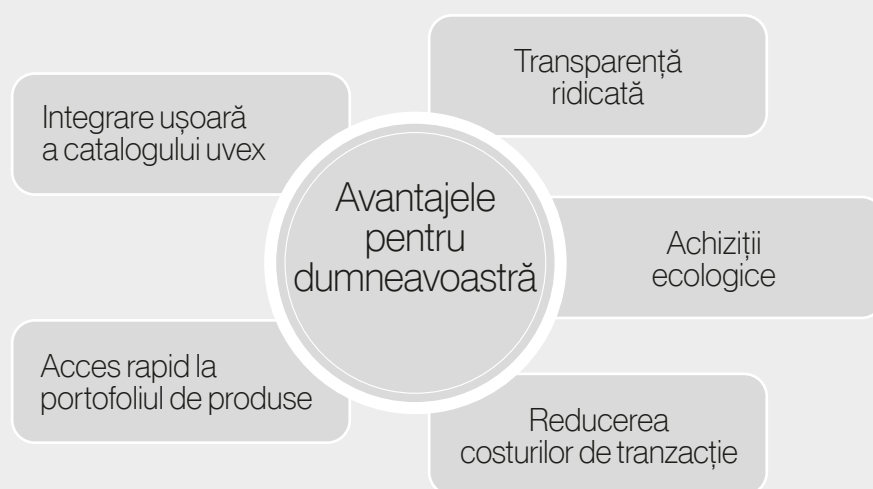 Transparență
ridicată
Integrare ușoară
a catalogului uvex
Avantajele
pentru
dumneavoastră
Achiziții
ecologice
Acces rapid la
portofoliul de produse
Reducerea
costurilor de tranzacție